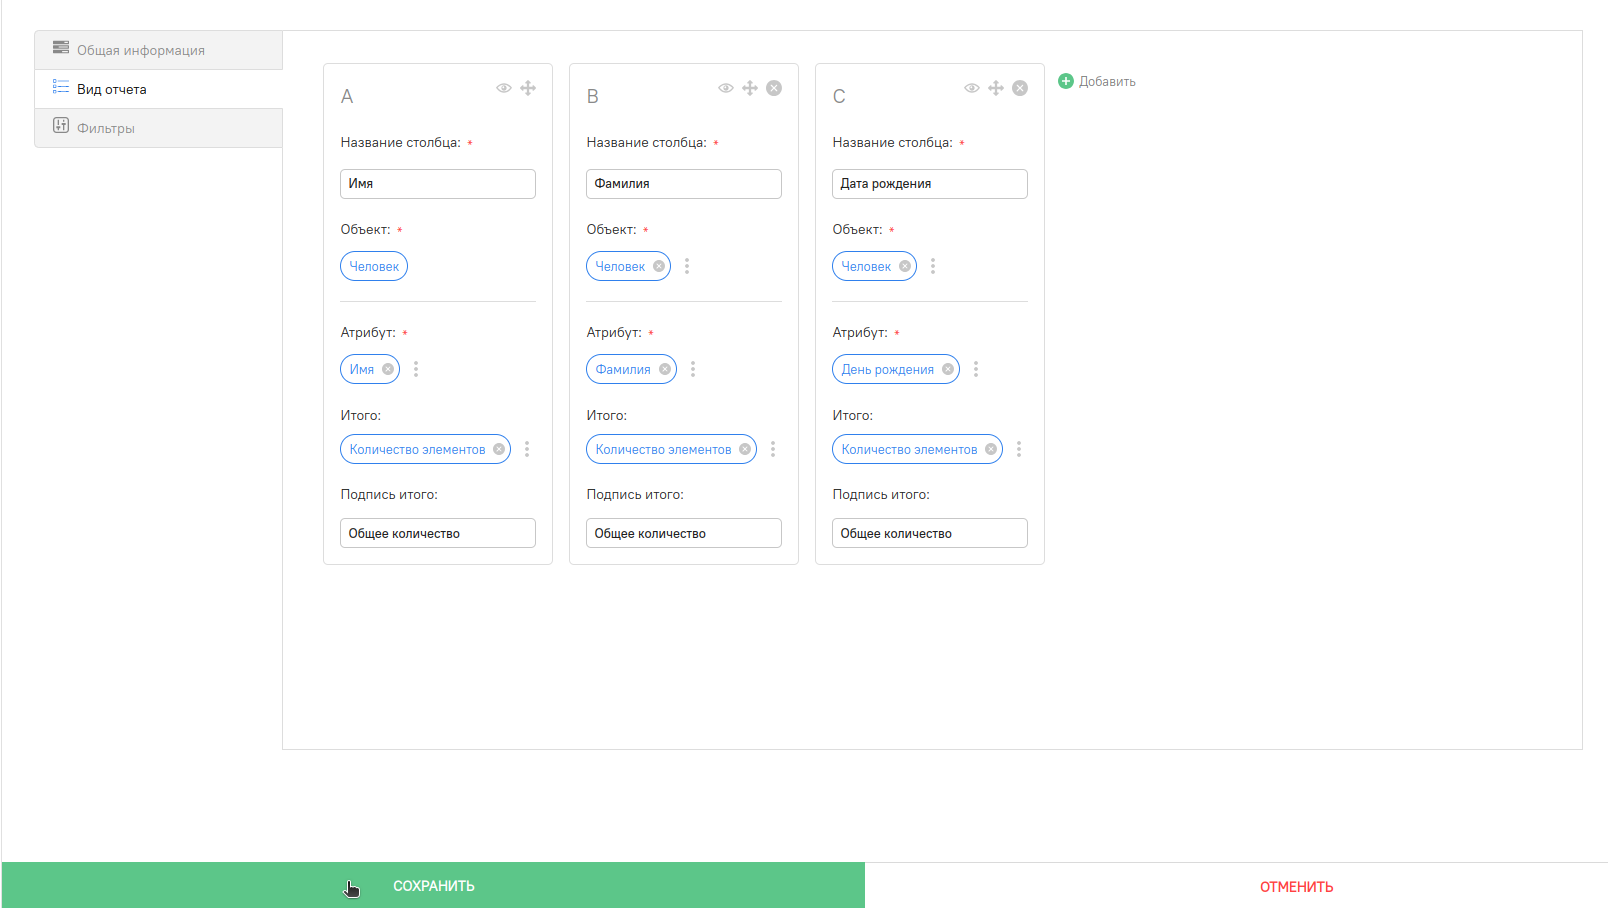 Общая информация
Вид отчета
Фильтры
A
Название столбца: *
Имя
Объект: *
Человек
Атрибут: *
Имя
Итого:
Количество элементов
Подпись итого:
Общее количество
B
Название столбца: *
Фамилия
Объект: *
Человек
Атрибут: *
Фамилия
Итого:
Количество элементов
Подпись итого:
Общее количество
C
Название столбца: *
Дата рождения
Объект: *
Человек
Атрибут: *
День рождения
Итого:
Количество элементов
Подпись итого:
Общее количество
Добавить
СОХРАНИТЬ
ОТМЕНИТЬ